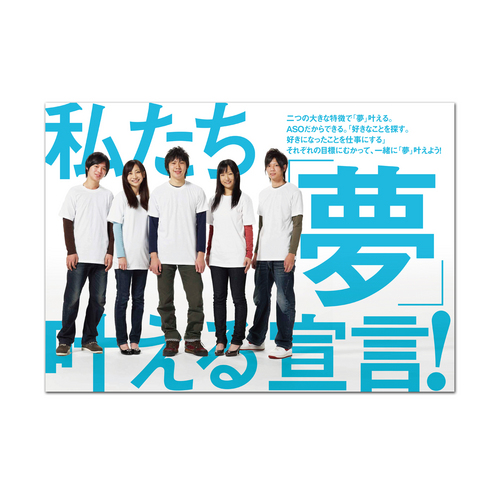 私たち
二つの大きな特徴で「夢」叶える。
ASOだからできる。「好きなことを探す。
好きになったことを仕事にする」
それぞれの目標にむかって、一緒に「夢」叶えよう!
「夢」
叶える宣言!